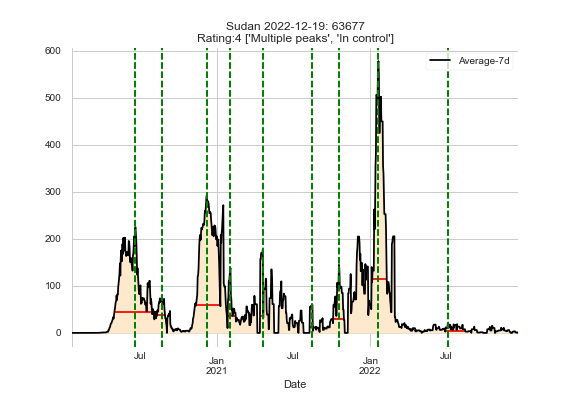 Sudan 2022-12-19: 63677
Rating:4 ['Multiple peaks', 'In control']
Average-7d
600
500
400
300
200
100
0
Jul
Jan
2021
Jul
Jan
2022
Jul
Date